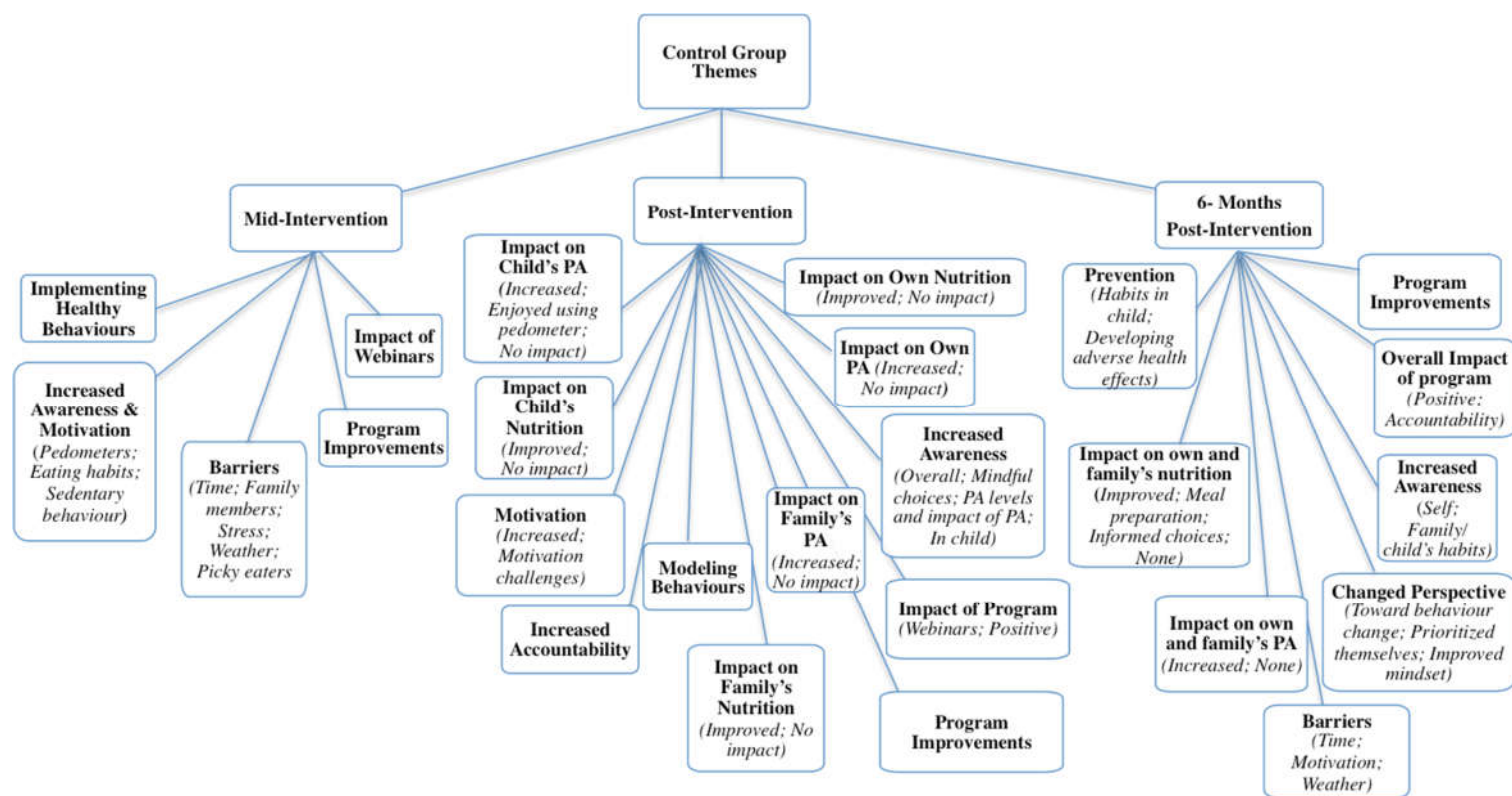 Control Group
Themes
Mid-Intervention
Implementing
Healthy
Behaviours
Increased
Awareness &
Motivation
(Pedometers;
Eating habits;
Sedentary
behaviour)
Barriers
(Time; Family
members;
Stress;
Weather;
Picky eaters
Program
Improvements
Impact of
Webinars
Post-Intervention
Impact on
Child's PA
(Increased;
Enjoyed using
pedometer;
No impact)
Impact on
Child's
Nutrition
(Improved;
No impact)
Motivation
(Increased;
Motivation
challenges)
Increased
Accountability
Modeling
Behaviours
Impact on
Family's
Nutrition
(Improved; No
impact)
Impact on
Family's
PA
(Increased;
No impact)
Program
Improvements
Impact of Program
(Webinars; Positive)
Increased
Awareness
(Overall; Mindful
choices; PA levels
and impact of PA;
In child)
Impact on Own
PA (Increased;
No impact)
Impact on Own Nutrition
(Improved; No impact)
6- Months
Post-Intervention
Prevention
(Habits in
child;
Developing
adverse health
effects)
Impact on own and
family's nutrition
(Improved; Meal
preparation;
Informed choices;
None)
Impact on own
and family's PA
(Increased; None)
Barriers
(Time;
Motivation;
Weather)
Changed Perspective
(Toward behaviour
change; Prioritized
themselves; Improved
mindset)
Increased
Awareness
(Self;
Family/
child's habits)
Overall Impact
of program
(Positive;
Accountability)
Program
Improvements